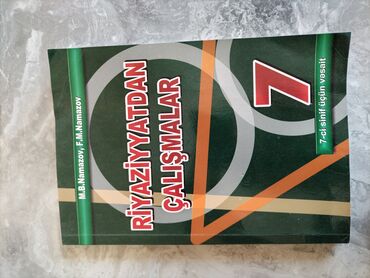 M.B.Namazov, F.M.Namazov
RİYAZİYYATDAN
ÇALIŞMALAR
7
7-ci sinif üçün vəsait